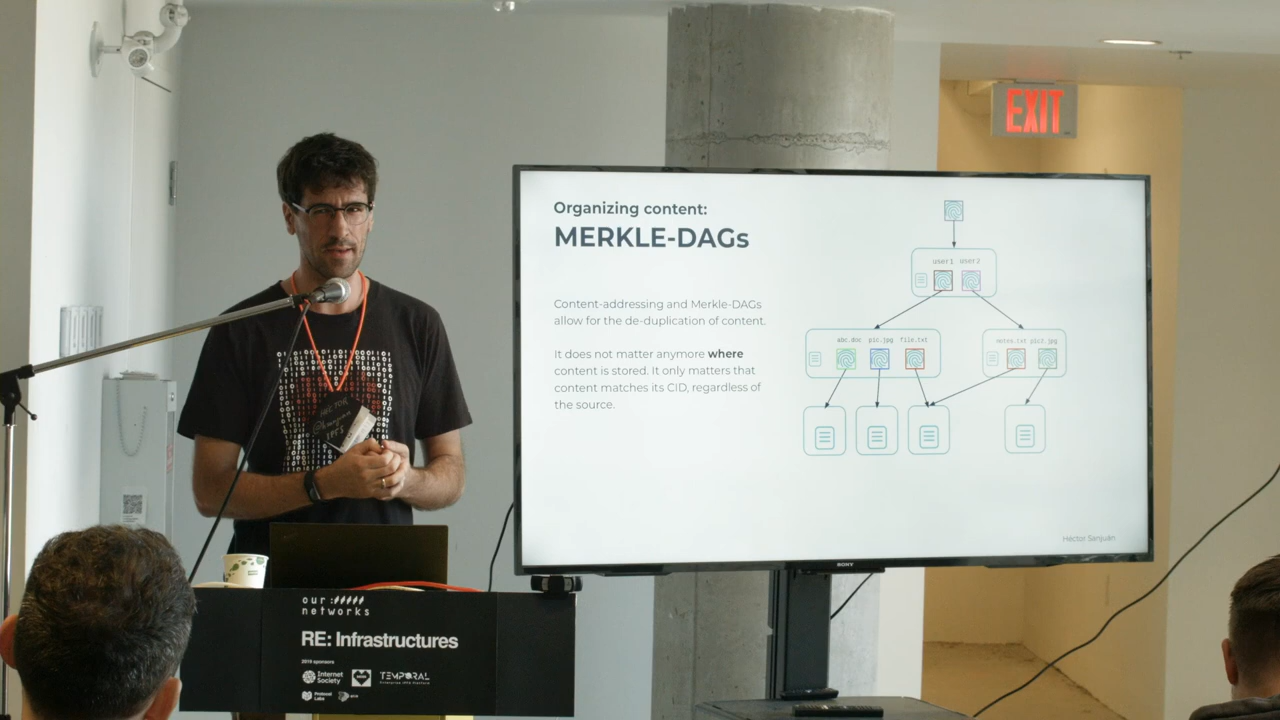 EXIT
Organizing content:
MERKLE-DAGs
Content-addressing and Merkle-DAGs
allow for the de-duplication of content.
It does not matter anymore where
content is stored. It only matters that
content matches its CID, regardless of
the source.
user1 user2
abc.doc pic.jpg file.txt
notes.txt pic2.jpg
Héctor Sanjuán
SONY
our
networks
RE: Infrastructures
2019 sponsors
Internet
Society
TEMPORAL
Protocol
Labs